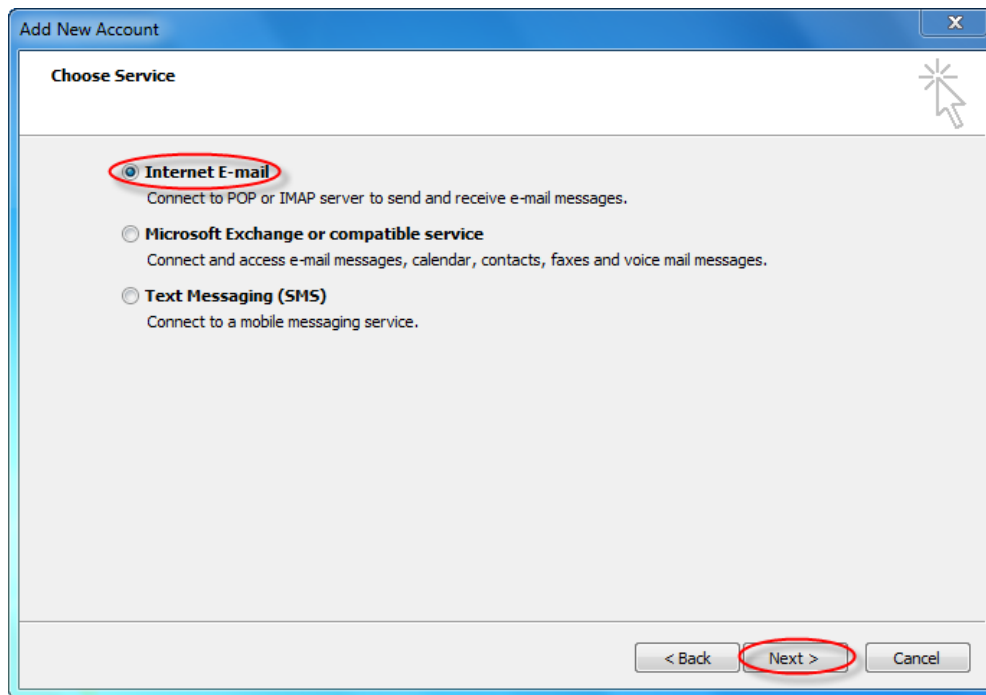 Add New Account
Choose Service
Internet E-mail
Connect to POP or IMAP server to send and receive e-mail messages.
Microsoft Exchange or compatible service
Connect and access e-mail messages, calendar, contacts, faxes and voice mail messages.
Text Messaging (SMS)
Connect to a mobile messaging service.
< Back Next > Cancel